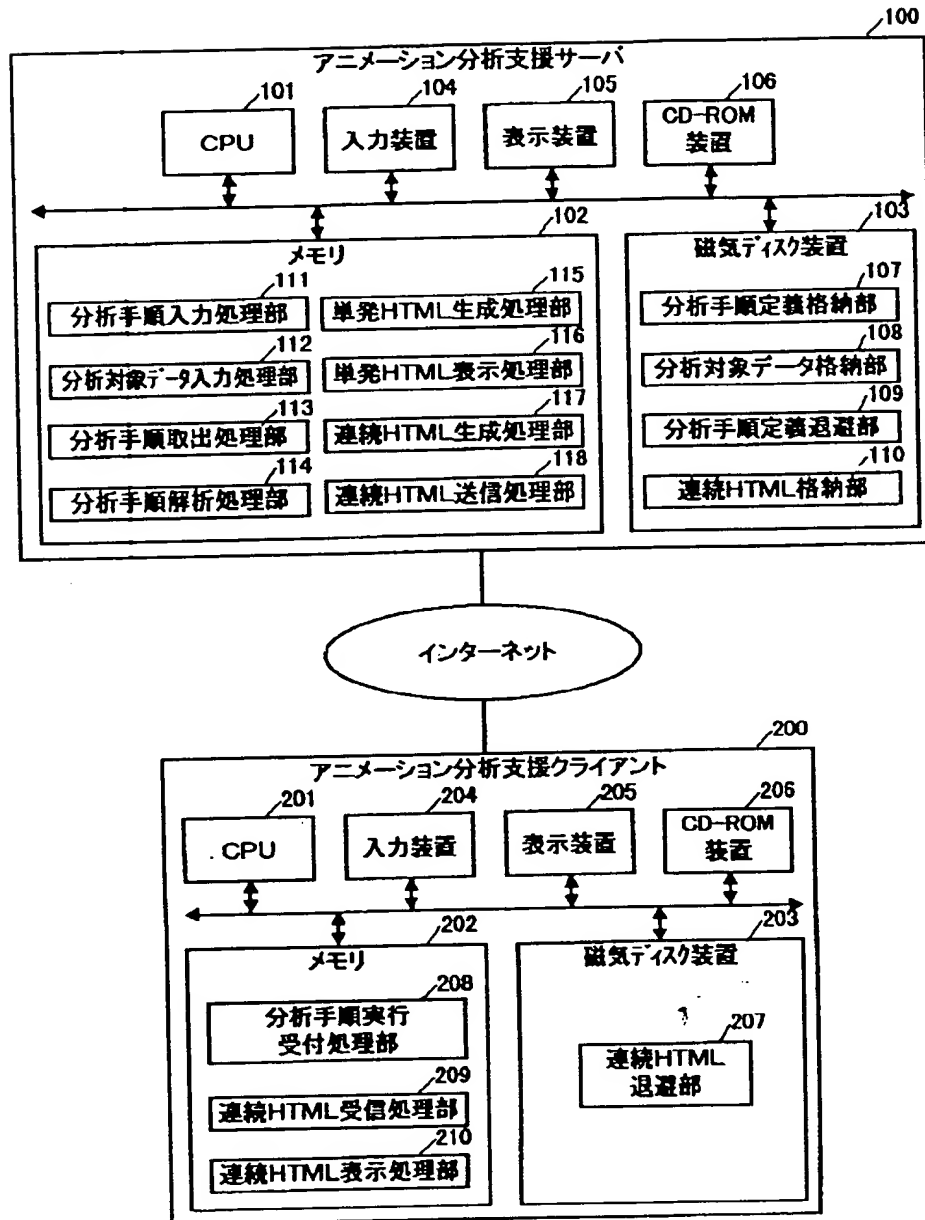 100
アニメーション分析支援サーバ
101
CPU
104
入力装置
105
表示装置
106
CD-ROM
装置
102
メモリ
111
分析手順入力処理部
112
分析対象データ入力処理部
113
分析手順取出処理部
114
分析手順解析処理部
115
単発HTML生成処理部
116
単発HTML表示処理部
117
連続HTML生成処理部
118
連続HTML送信処理部
103
磁気ディスク装置
107
分析手順定義格納部
108
分析対象データ格納部
109
分析手順定義退避部
110
連続HTML格納部
インターネット
200
アニメーション分析支援クライアント
201
CPU
204
入力装置
205
表示装置
206
CD-ROM
装置
202
メモリ
208
分析手順実行
受付処理部
209
連続HTML受信処理部
210
連続HTML表示処理部
203
磁気ディスク装置
207
連続HTML
退避部